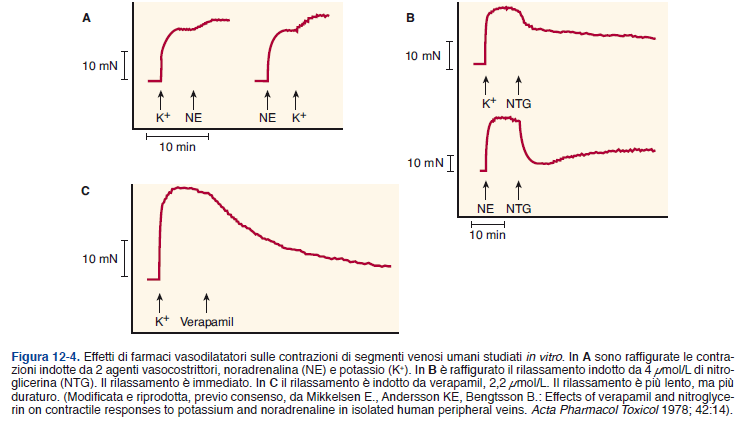 A
10 mN
K+ NE
NE K+
10 min
B
10 mN
K+ NTG
10 mN
NE NTG
10 min
C
10 mN
K+ Verapamil
Figura 12-4. Effetti di farmaci vasodilatatori sulle contrazioni di segmenti venosi umani studiati in vitro. In A sono raffigurate le contra-
zioni indotte da 2 agenti vasocostrittori, noradrenalina (NE) e potassio (K+). In B è raffigurato il rilassamento indotto da 4 μmol/L di nitro-
glicerina (NTG). Il rilassamento è immediato. In C il rilassamento è indotto da verapamil, 2,2 μmol/L. Il rilassamento è più lento, ma più
duraturo. (Modificata e riprodotta, previo consenso, da Mikkelsen E., Andersson KE, Bengtsson B.: Effects of verapamil and nitroglyce-
rin on contractile responses to potassium and noradrenaline in isolated human peripheral veins. Acta Pharmacol Toxicol 1978; 42:14).